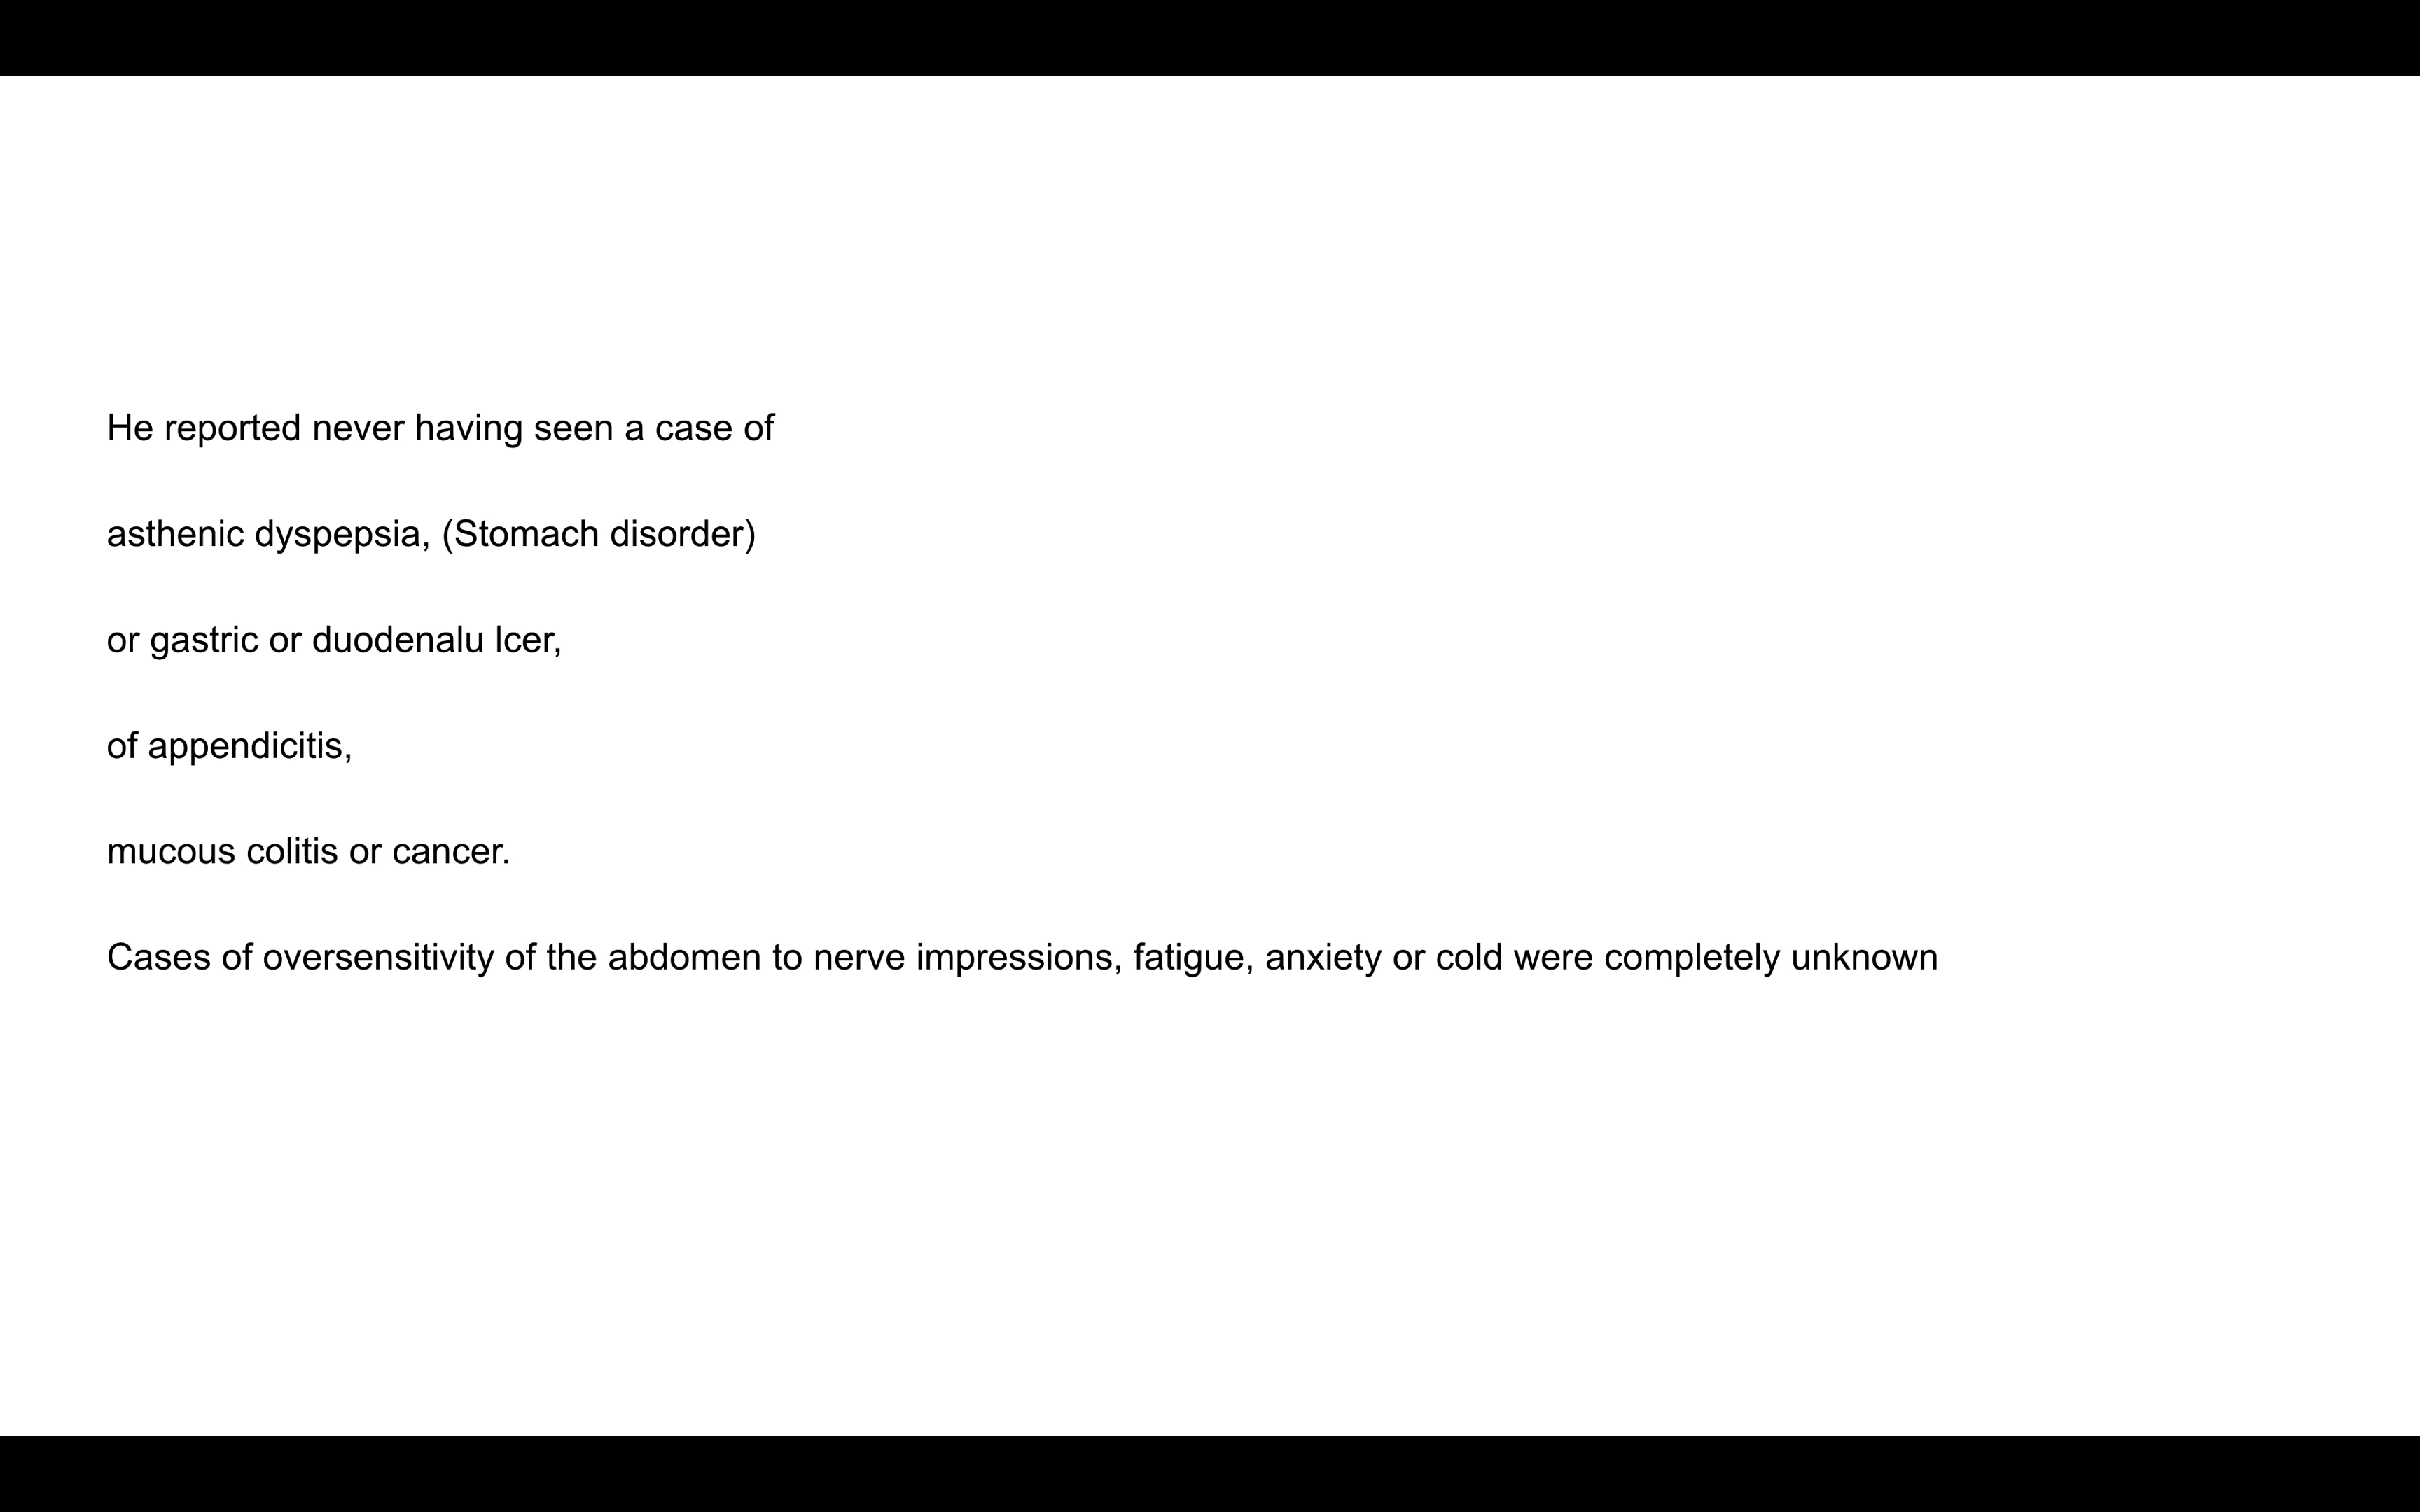 He reported never having seen a case of
asthenic dyspepsia, (Stomach disorder)
or gastric or duodenalu lcer,
of appendicitis,
mucous colitis or cancer.
Cases of oversensitivity of the abdomen to nerve impressions, fatigue, anxiety or cold were completely unknown